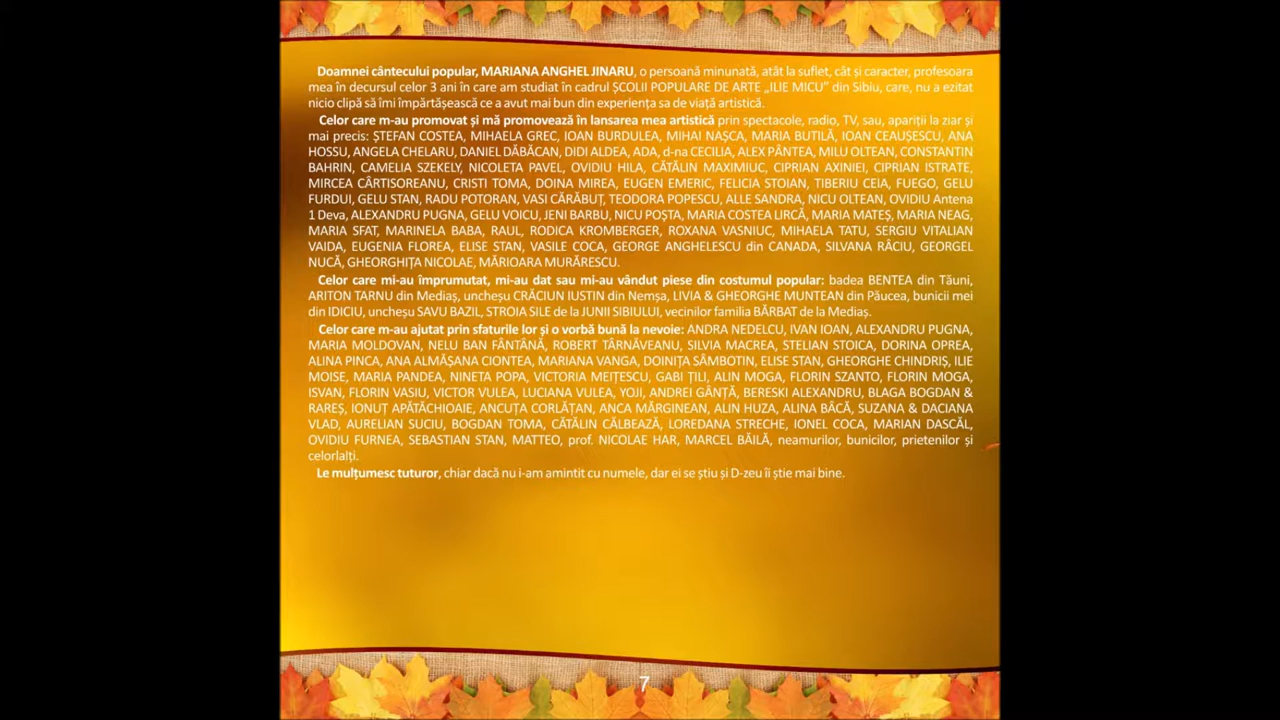 Doamnei cântecului popular, MARIANA ANGHEL JINARU, o persoană minunată, atât la suflet, cât și caracter, profesoara
mea în decursul celor 3 ani în care am studiat în cadrul ȘCOLII POPULARE DE ARTE „ILIE MICU” din Sibiu, care, nu a ezitat
nicio clipă să îmi împărtășească ce a avut mai bun din experiența sa de viață artistică.
Celor care m-au promovat și mă promovează în lansarea mea artistică prin spectacole, radio, TV, sau, apariții la ziar și
mai precis: ȘTEFAN COSTEA, MIHAELA GREC, IOAN BURDULEA, MIHAI NAȘCA, MARIA BUTILĂ, IOAN CEAUȘESCU, ANA
HOSSU, ANGELA CHELARU, DANIEL DĂBĂCAN, DIDI ALDEA, ADA, d-na CECILIA, ALEX PÂNTEA, MILU OLTEAN, CONSTANTIN
BAHRIN, CAMELIA SZEKELY, NICOLETA PAVEL, OVIDIU HILA, CĂTĂLIN MAXIMIUC, CIPRIAN AXINIEI, CIPRIAN ISTRATE,
MIRCEA CÂRTISOREANU, CRISTI TOMA, DOINA MIREA, EUGEN EMERIC, FELICIA STOIAN, TIBERIU CEIA, FUEGO, GELU
FURDUI, GELU STAN, RADU POTORAN, VASI CĂRĂBUȚ, TEODORA POPESCU, ALLE SANDRA, NICU OLTEAN, OVIDIU Antena
1 Deva, ALEXANDRU PUGNA, GELU VOICU, JENI BARBU, NICU POȘTA, MARIA COSTEA LIRCĂ, MARIA MATEȘ, MARIA NEAG,
MARIA SFAT, MARINELA BABA, RAUL, RODICA KROMBERGER, ROXANA VASNIUC, MIHAELA TATU, SERGIU VITALIAN
VAIDA, EUGENIA FLOREA, ELISE STAN, VASILE COCA, GEORGE ANGHELESCU din CANADA, SILVANA RÂCIU, GEORGEL
NUCĂ, GHEORGHIȚA NICOLAE, MĂRIOARA MURĂRESCU.
Celor care mi-au împrumutat, mi-au dat sau mi-au vândut piese din costumul popular: badea BENTEA din Tăuni,
ARITON TARNU din Mediaș, uncheșu CRĂCIUN IUSTIN din Nemșa, LIVIA & GHEORGHE MUNTEAN din Păucea, bunicii mei
din IDICIU, uncheșu SAVU BAZIL, STROIA SILE de la JUNII SIBIULUI, vecinilor familia BĂRBAT de la Mediaș.
Celor care m-au ajutat prin sfaturile lor și o vorbă bună la nevoie: ANDRA NEDELCU, IVAN IOAN, ALEXANDRU PUGNA,
MARIA MOLDOVAN, NELU BAN FÂNTÂNĂ, ROBERT TÂRNĂVEANU, SILVIA MACREA, STELIAN STOICA, DORINA OPREA,
ALINA PINCA, ANA ALMĂȘANA CIONTEA, MARIANA VANGA, DOINIȚA SÂMBOTIN, ELISE STAN, GHEORGHE CHINDRIȘ, ILIE
MOISE, MARIA PANDEA, NINETA POPA, VICTORIA MEIȚESCU, GABI ȚILI, ALIN MOGA, FLORIN SZANTO, FLORIN MOGA,
ISVAN, FLORIN VASIU, VICTOR VULEA, LUCIANA VULEA, YOJI, ANDREI GÂNȚĂ, BERESKI ALEXANDRU, BLAGA BOGDAN &
RAREȘ, IONUȚ APĂTĂCHIOAIE, ANCUȚA CORLĂȚAN, ANCA MĂRGINEAN, ALIN HUZA, ALINA BÂCĂ, SUZANA & DACIANA
VLAD, AURELIAN SUCIU, BOGDAN TOMA, CĂTĂLIN CĂLBEAZĂ, LOREDANA STRECHE, IONEL COCA, MARIAN DASCĂL,
OVIDIU FURNEA, SEBASTIAN STAN, MATTEO, prof. NICOLAE HAR, MARCEL BĂILĂ, neamurilor, bunicilor, prietenilor și
celorlalți.
Le mulțumesc tuturor, chiar dacă nu i-am amintit cu numele, dar ei se știu și D-zeu îi știe mai bine.
7